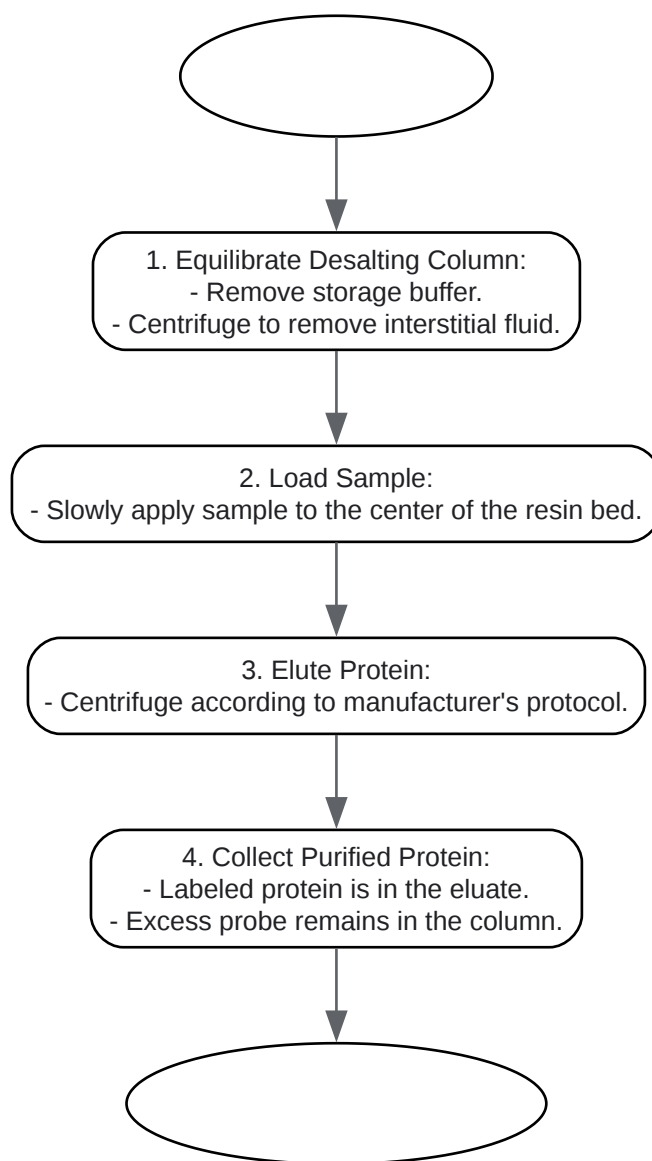 1. Equilibrate Desalting Column:
- Remove storage buffer.
- Centrifuge to remove interstitial fluid.
2. Load Sample:
- Slowly apply sample to the center of the resin bed.
3. Elute Protein:
- Centrifuge according to manufacturer's protocol.
4. Collect Purified Protein:
- Labeled protein is in the eluate.
- Excess probe remains in the column.